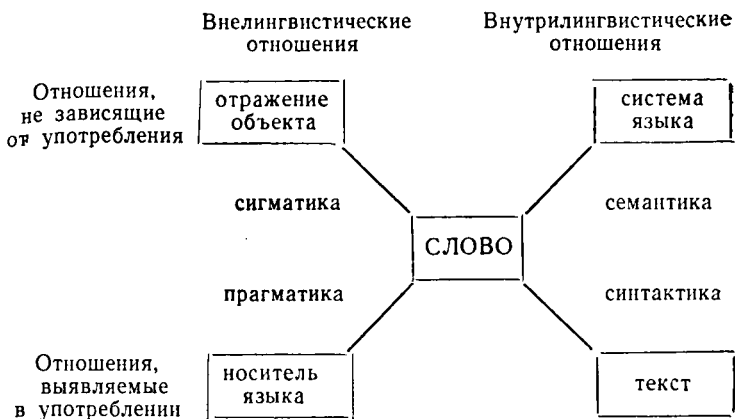 Внелингвистические
отношения
Внутрилингвистические
отношения
Отношения,
не зависящие
от употребления
отражение
объекта
система
языка
сигматика
семантика
СЛОВО
прагматика
синтактика
Отношения,
выявляемые
в употреблении
носитель
языка
текст